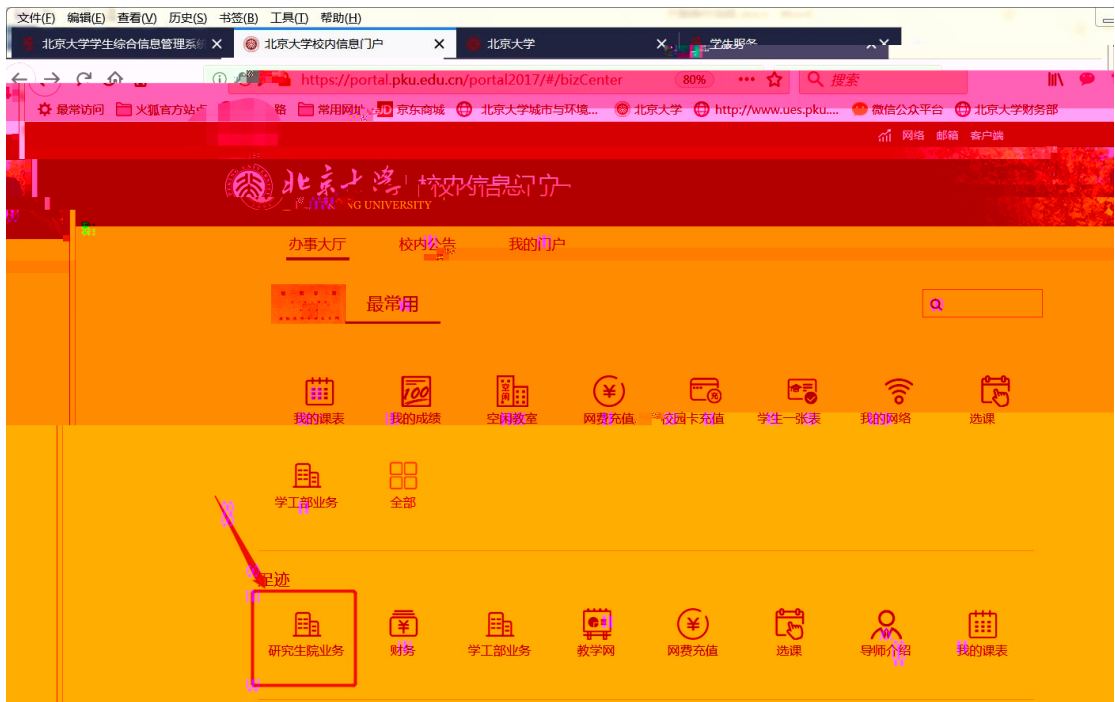 文件(F) 编辑(E) 查看(V) 历史(S) 书签(B) 工具(T) 帮助(H)
北京大学学生综合信息管理系统 × 北京大学校内信息门户 × 北京大学 ×
https://portal.pku.edu.cn/portal2017/#/bizCenter 80% 搜索
最常访问 火狐官方站点 常用网址 京东商城 北京大学城市与环境... 北京大学 http://www.ues.pku.... 微信公众平台 北京大学财务部
网络 邮箱 客户端
北京大学 校内信息门户
NG UNIVERSITY
办事大厅 校内公告 我的门户
最常用
我的课表 我的成绩 空闲教室 网费充值 校园卡充值 学生一张表 我的网络 选课
学工部业务 全部
足迹
研究生院业务 财务 学工部业务 教学网 网费充值 选课 导师介绍 我的课表